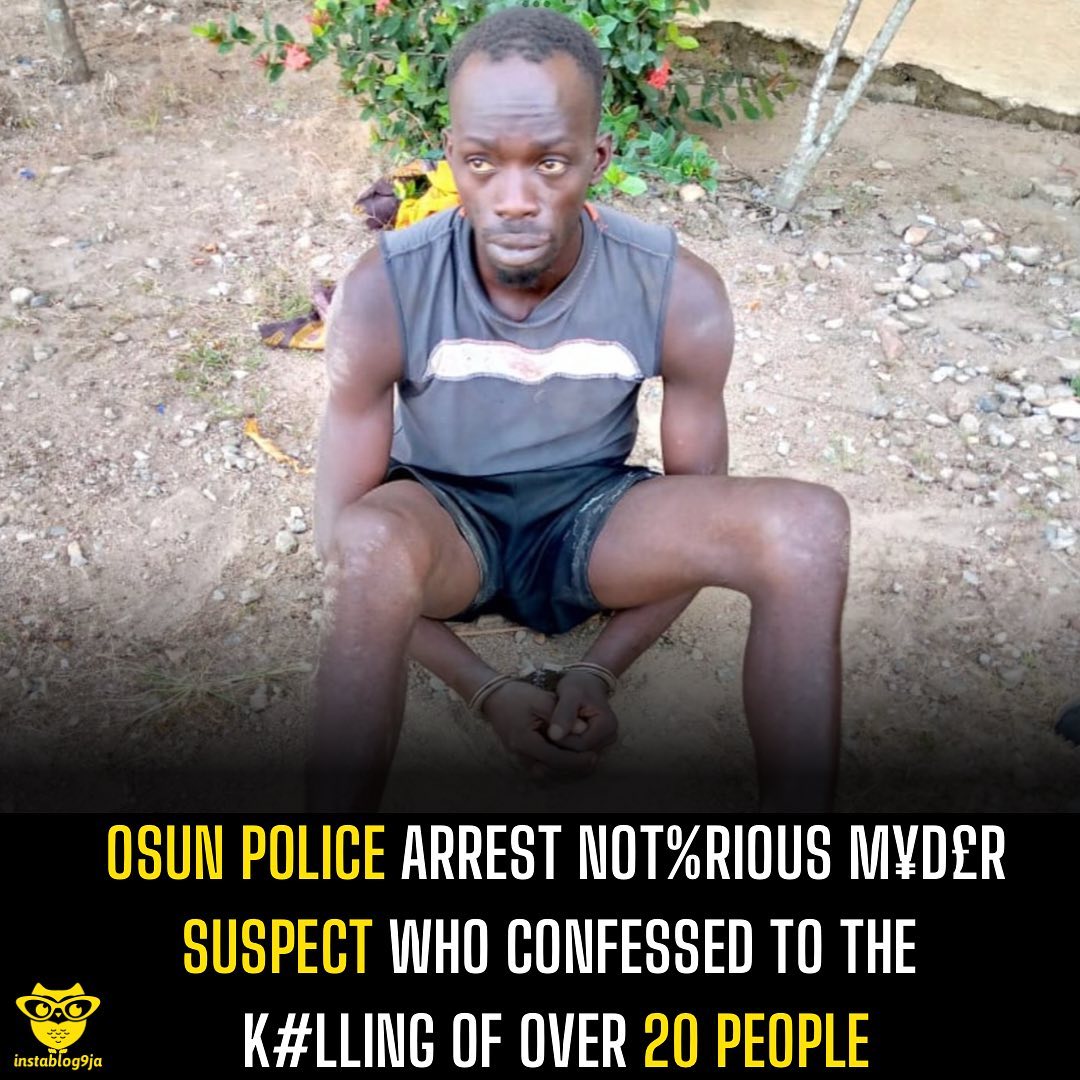 OSUN POLICE ARREST NOT%RIOUS M¥D£R
SUSPECT WHO CONFESSED TO THE
K#LLING OF OVER 20 PEOPLE
instablog9ja